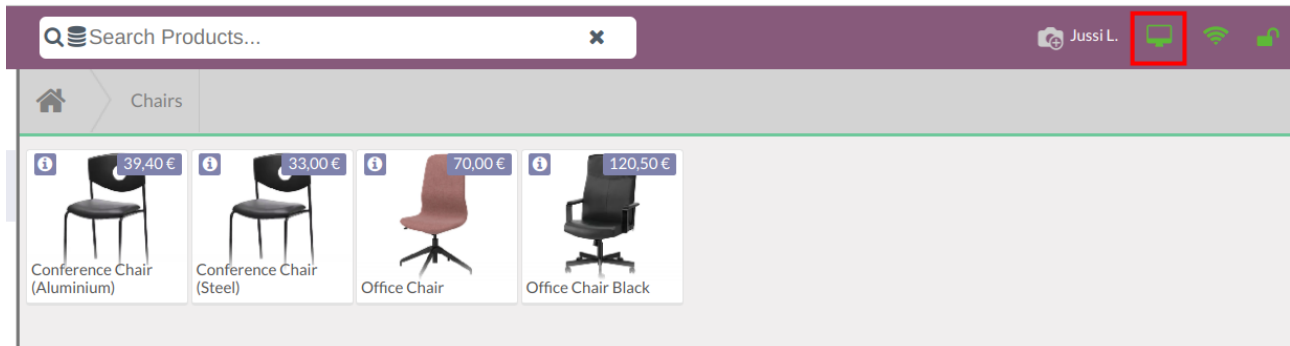 Search Products...
Jussi L.
Chairs
39,40 €
33,00 €
70,00 €
120,50 €
Conference Chair
(Aluminium)
Conference Chair
(Steel)
Office Chair
Office Chair Black